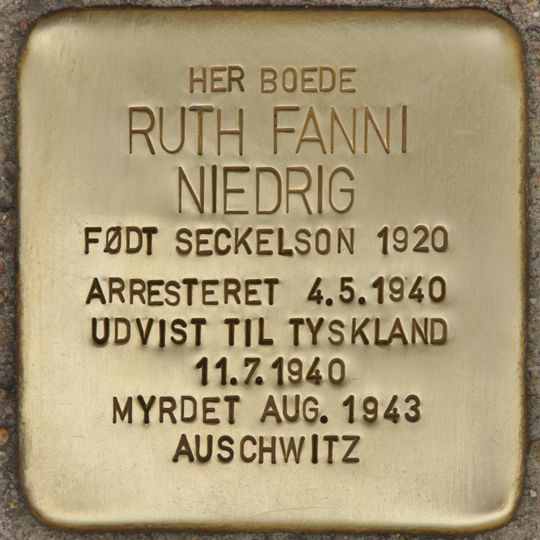 HER BOEDE
RUTH FANNI
NIEDRIG
FØDT SECKELSON 1920
ARRESTERET 4.5.1940
UDVIST TIL TYSKLAND
11.7.1940
MYRDET AUG. 1943
AUSCHWITZ